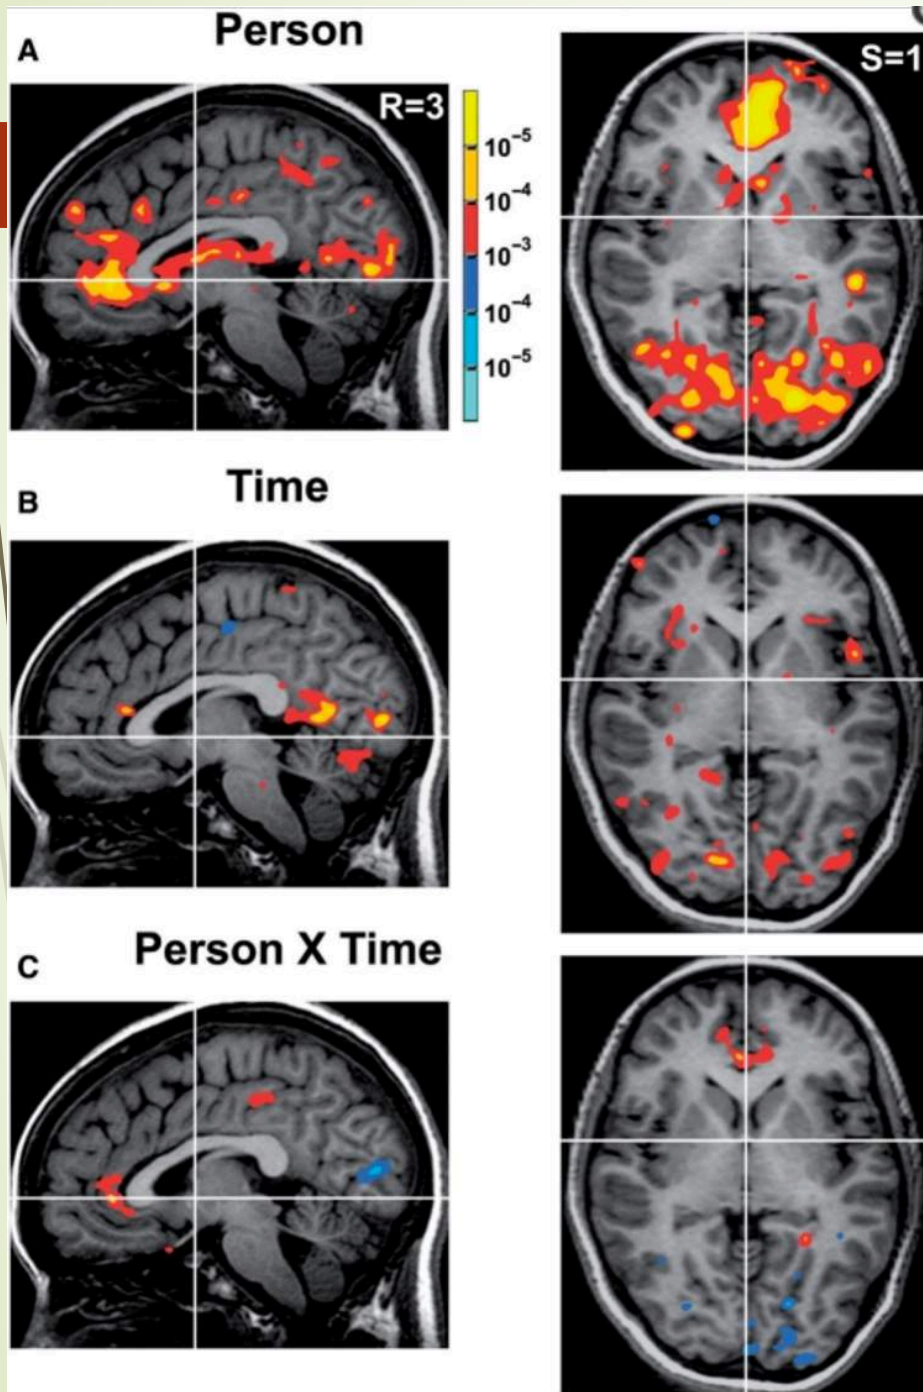 Person
A
R=3
S=1
10⁻⁵
10⁻⁴
10⁻³
10⁻⁴
10⁻⁵
Time
B
Person X Time
C